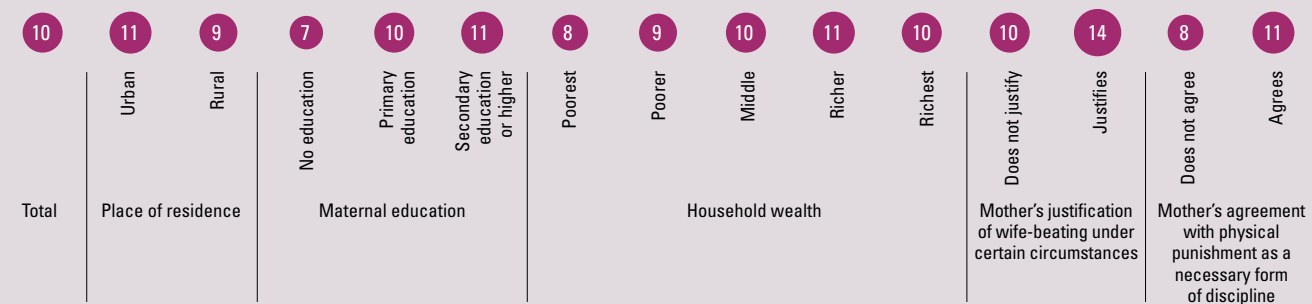 10
11
9
7
10
11
8
9
10
11
10
10
14
8
11
Urban
Rural
No education
Primary
education
Secondary
education
or higher
Poorest
Poorer
Middle
Richer
Richest
Does not justify
Justifies
Does not agree
Agrees
Total
Place of residence
Maternal education
Household wealth
Mother's justification
of wife-beating under
certain circumstances
Mother's agreement
with physical
punishment as a
necessary form
of discipline